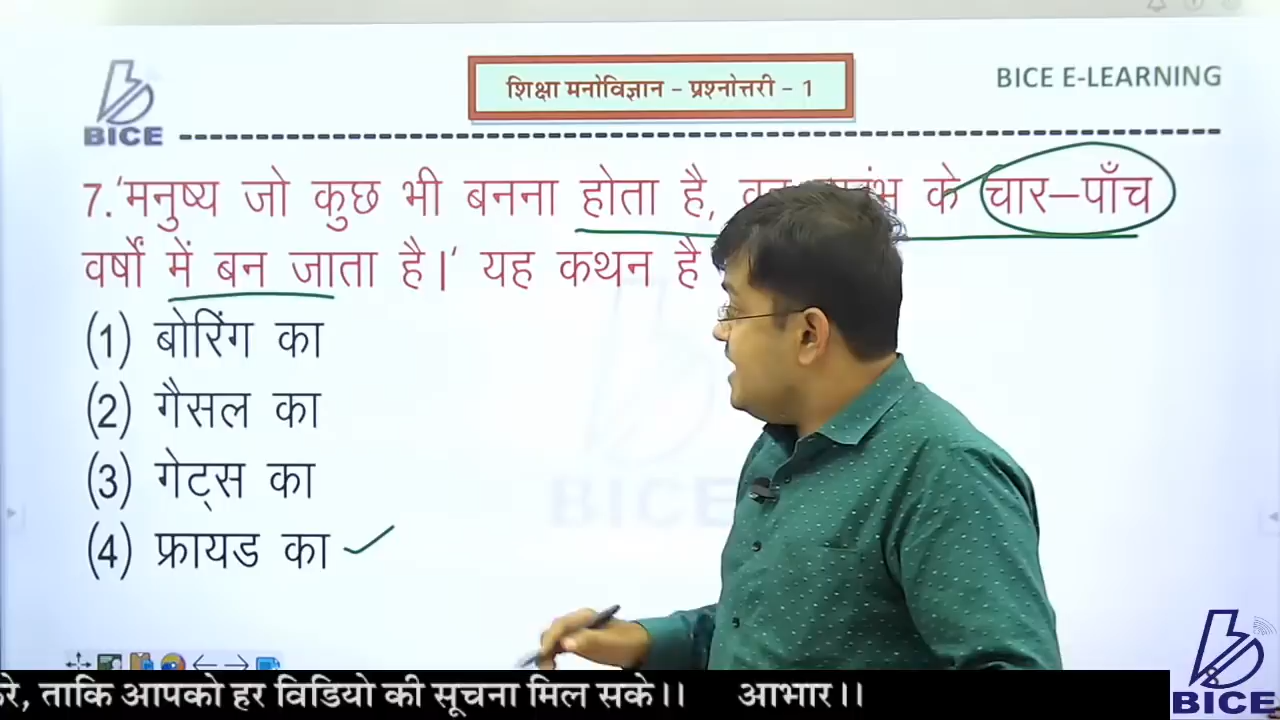 शिक्षा मनोविज्ञान – प्रश्नोत्तरी – 1
BICE E-LEARNING
BICE
7. 'मनुष्य जो कुछ भी बनना होता है, के चार–पाँच
वर्षों में बन जाता है।' यह कथन है
(1) बोरिंग का
(2) गैसल का
(3) गेट्स का
(4) फ्रायड का
BICE
रे, ताकि आपको हर विडियो की सूचना मिल सके।। आभार।।
BICE